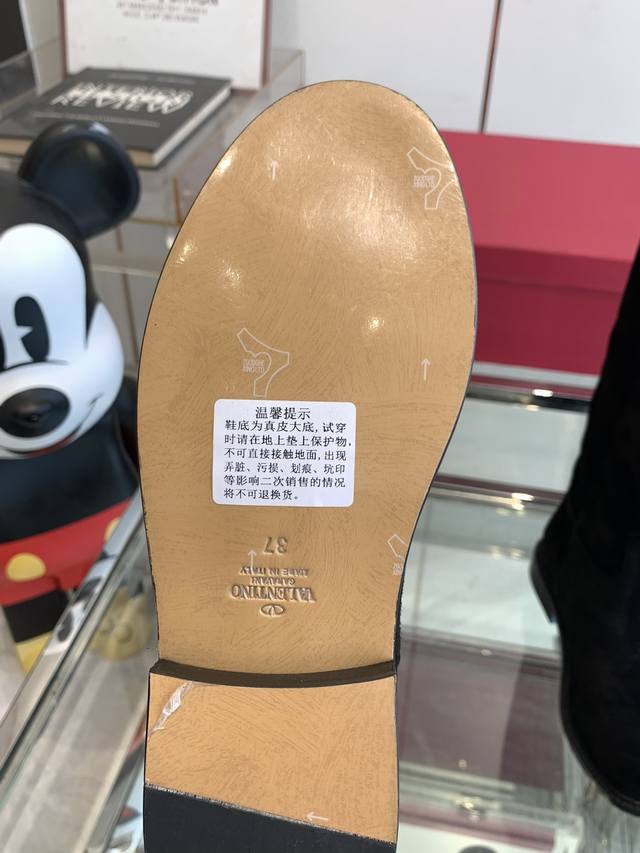 REVIEW
温馨提示
鞋底为真皮大底, 试穿
时请在地上垫上保护物,
不可直接接触地面, 出现
弄脏、污损、划痕、坑印
等影响二次销售的情况
将不可退换货。
37
MADE IN ITALY
GARAVANI
VALENTINO